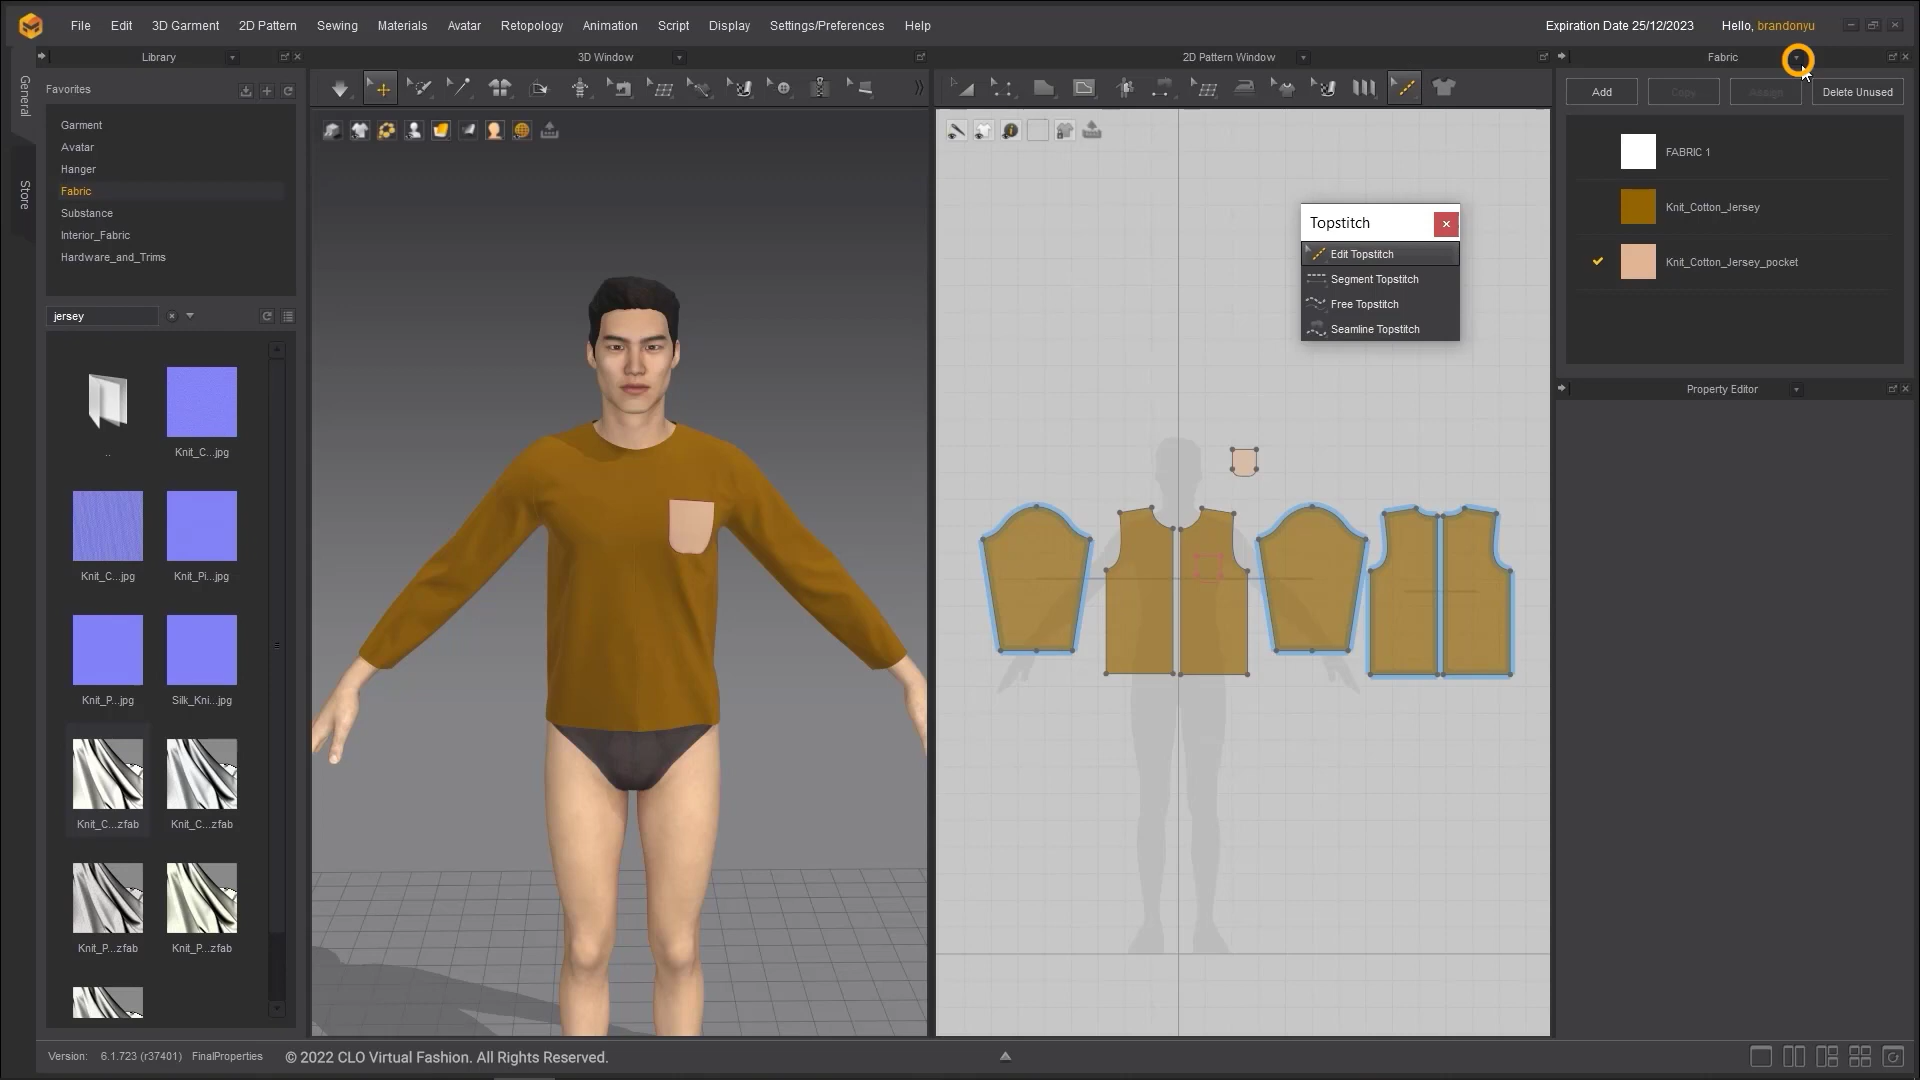 File Edit 3D Garment 2D Pattern Sewing Materials Avatar Retopology Animation Script Display Settings/Preferences Help Expiration Date 25/12/2023 Hello, brandonyu
Library 3D Window 2D Pattern Window Fabric
General
Store
Favorites
Garment
Avatar
Hanger
Fabric
Substance
Interior_Fabric
Hardware_and_Trims
jersey
..
Knit_C...jpg
Knit_C...jpg
Knit_Pi...jpg
Knit_P...jpg
Silk_Kni...jpg
Knit_C...zfab
Knit_C...zfab
Knit_P...zfab
Knit_P...zfab
Topstitch
Edit Topstitch
Segment Topstitch
Free Topstitch
Seamline Topstitch
Add Copy Assign Delete Unused
FABRIC 1
Knit_Cotton_Jersey
Knit_Cotton_Jersey_pocket
Property Editor
Version: 6.1.723 (r37401) FinalProperties © 2022 CLO Virtual Fashion. All Rights Reserved.